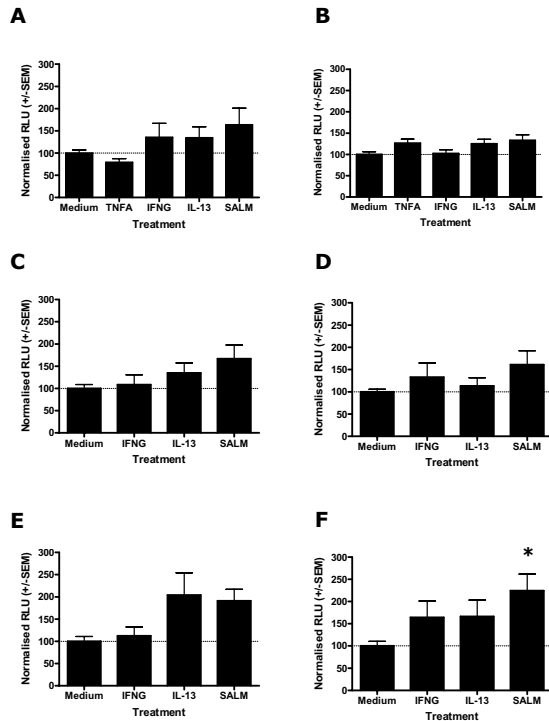 A
B
Normalised RLU (+/-SEM)
300
250
200
150
100
50
0
Medium TNFA IFNG IL-13 SALM
Treatment
Normalised RLU (+/-SEM)
300
250
200
150
100
50
0
Medium TNFA IFNG IL-13 SALM
Treatment
C
D
Normalised RLU (+/-SEM)
300
250
200
150
100
50
0
Medium IFNG IL-13 SALM
Treatment
Normalised RLU (+/-SEM)
300
250
200
150
100
50
0
Medium IFNG IL-13 SALM
Treatment
E
F
Normalised RLU (+/-SEM)
300
250
200
150
100
50
0
Medium IFNG IL-13 SALM
Treatment
Normalised RLU (+/-SEM)
300
250
200
150
100
50
0
*
Medium IFNG IL-13 SALM
Treatment